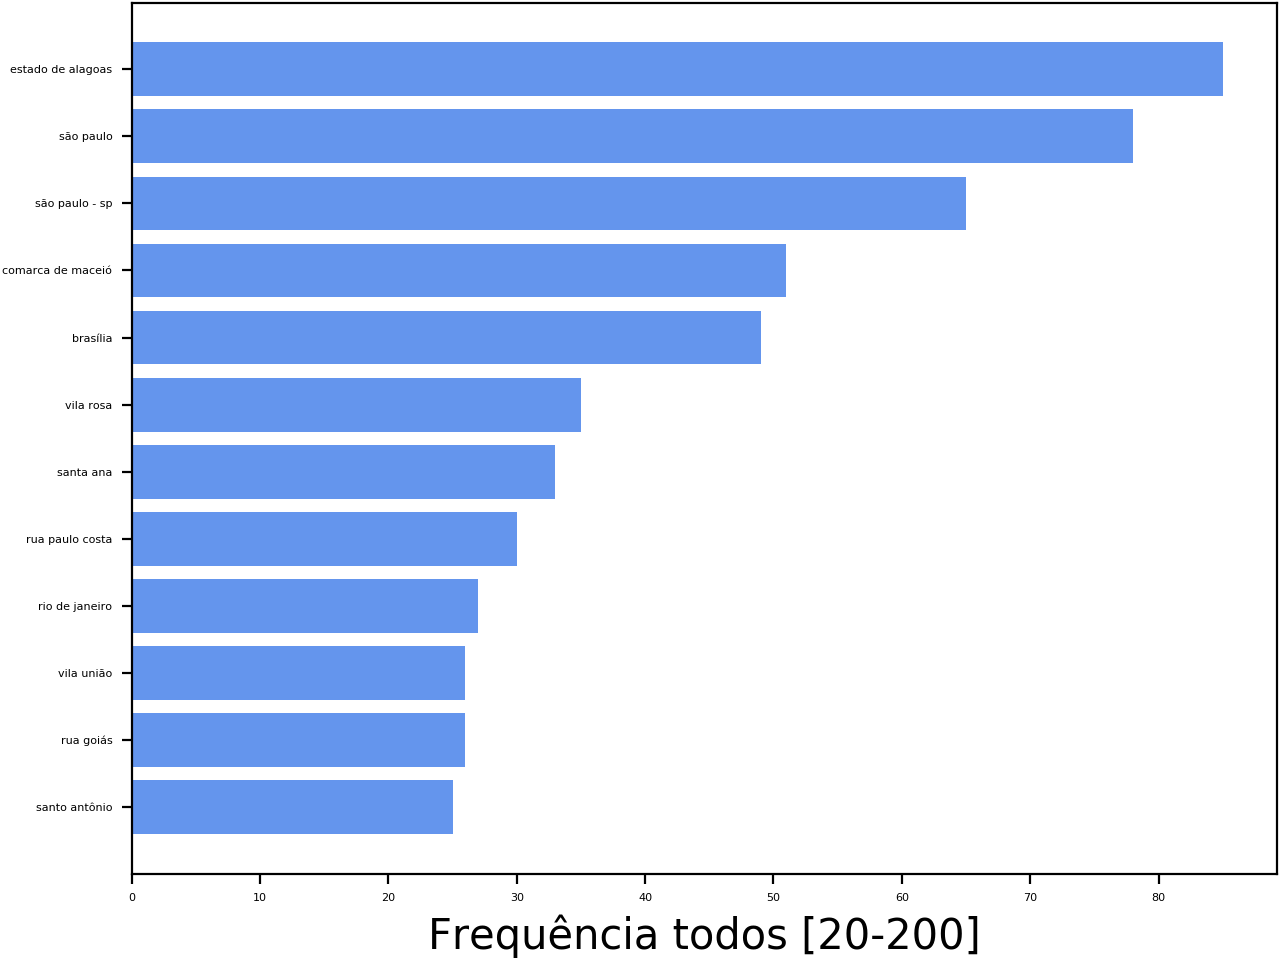 estado de alagoas
são paulo
são paulo - sp
comarca de maceió
brasília
vila rosa
santa ana
rua paulo costa
rio de janeiro
vila união
rua goiás
santo antônio
0 10 20 30 40 50 60 70 80
Frequência todos [20-200]